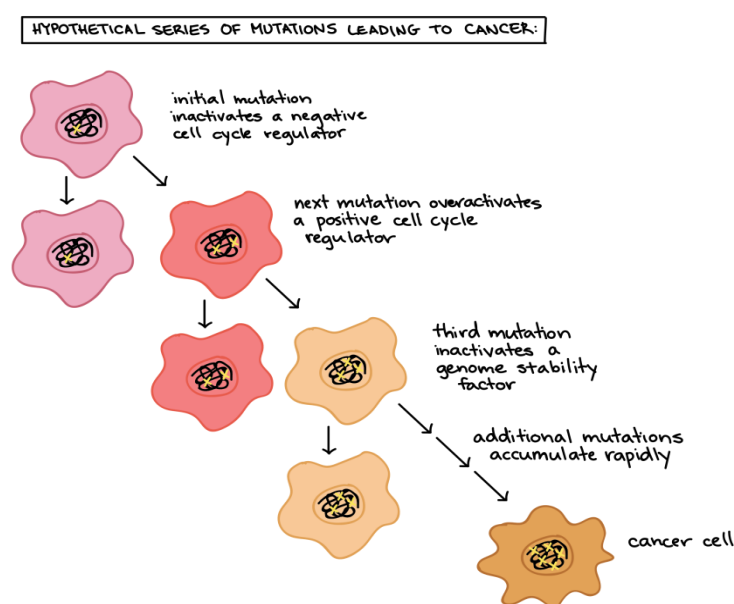 HYPOTHETICAL SERIES OF MUTATIONS LEADING TO CANCER:
initial mutation
inactivates a negative
cell cycle regulator
next mutation overactivates
a positive cell cycle
regulator
third mutation
inactivates a
genome stability
factor
additional mutations
accumulate rapidly
cancer cell